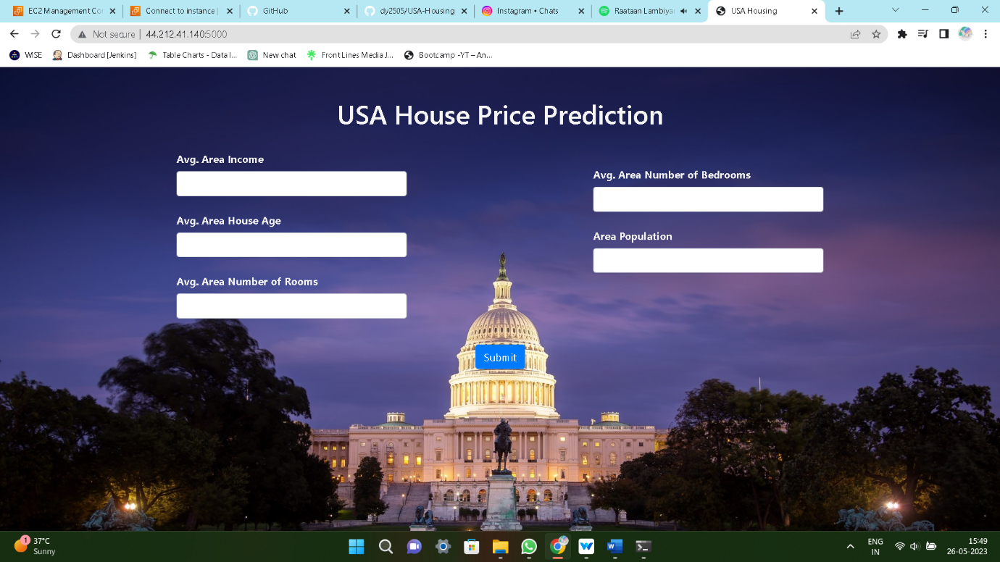 EC2 Management Con
Connect to instance |
GitHub
dy2505/USA-Housing
Instagram • Chats
Raataan Lambiyan
USA Housing
Not secure | 44.212.41.140:5000
WISE
Dashboard [Jenkins]
Table Charts - Data I...
New chat
Front Lines Media J...
Bootcamp -YT – An...
USA House Price Prediction
Avg. Area Income
Avg. Area Number of Bedrooms
Avg. Area House Age
Area Population
Avg. Area Number of Rooms
Submit
1
37°C
Sunny
ENG
IN
15:49
26-05-2023